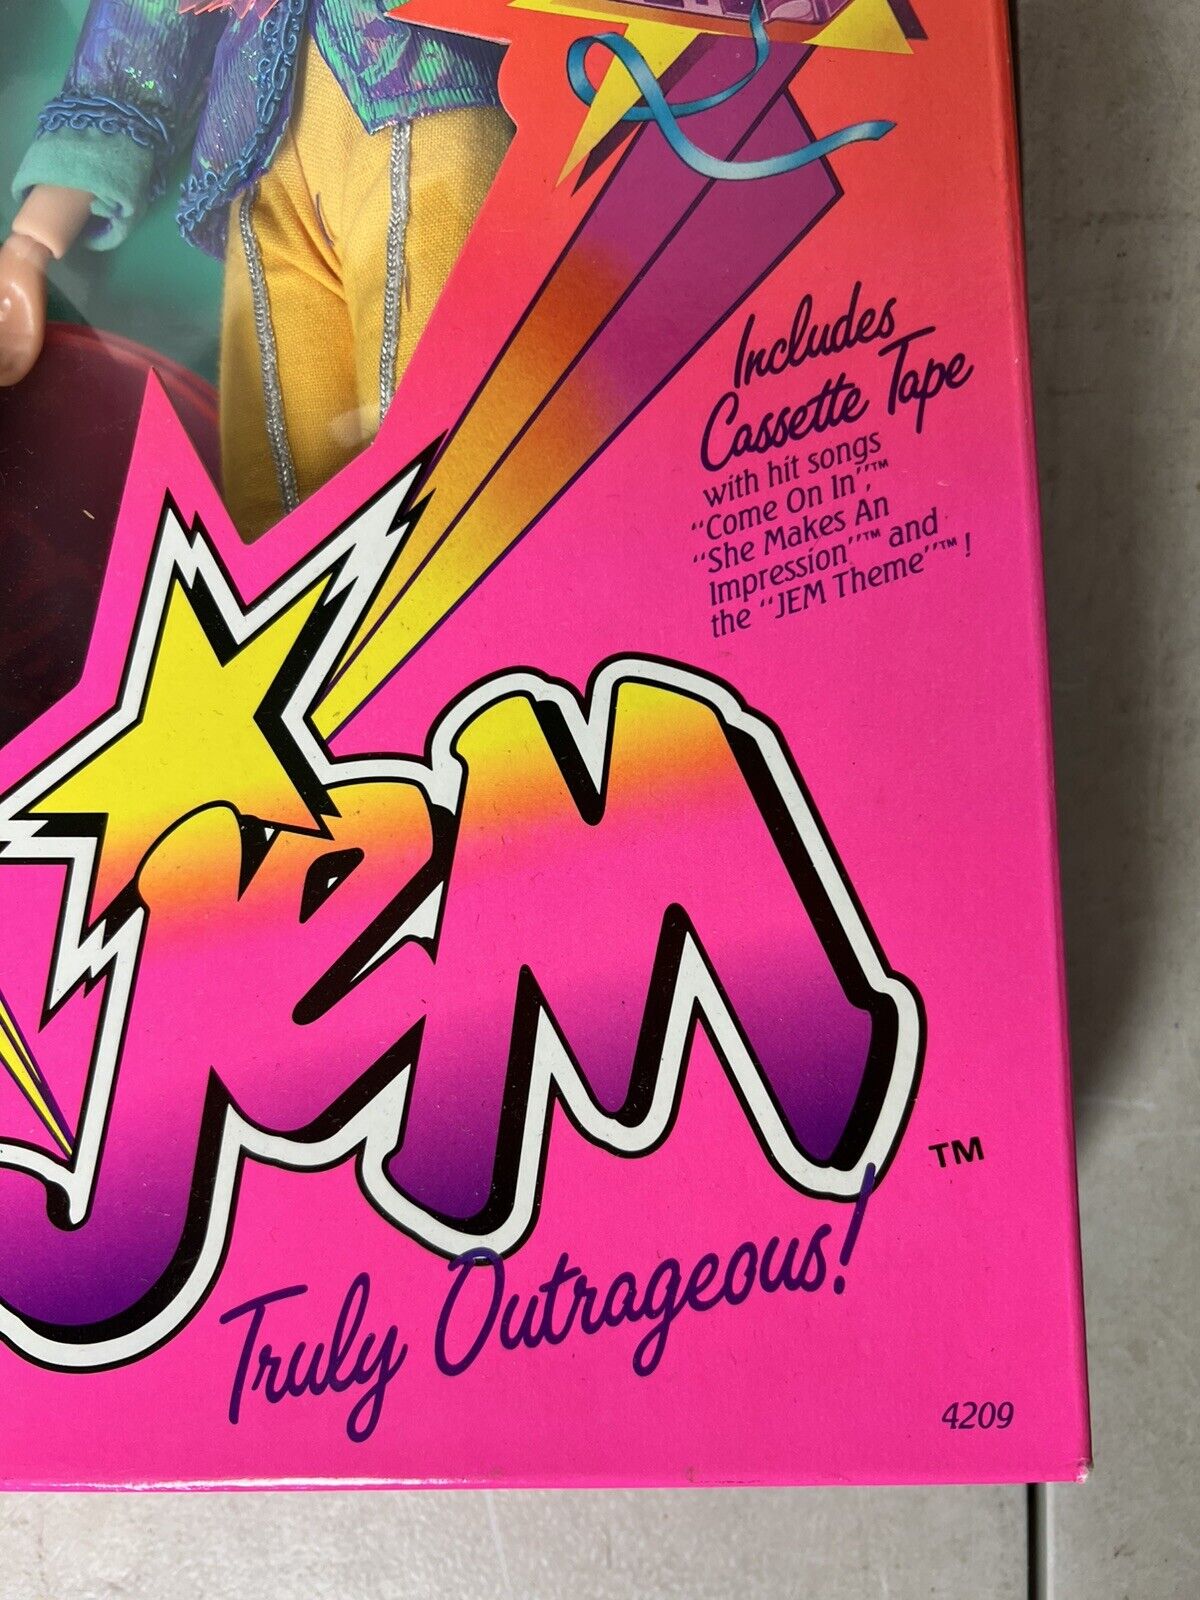 Includes
Cassette Tape
with hit songs
"Come On In",™
"She Makes An
Impression"™ and
the "JEM Theme"™!
Jem
™
Truly Outrageous!
4209